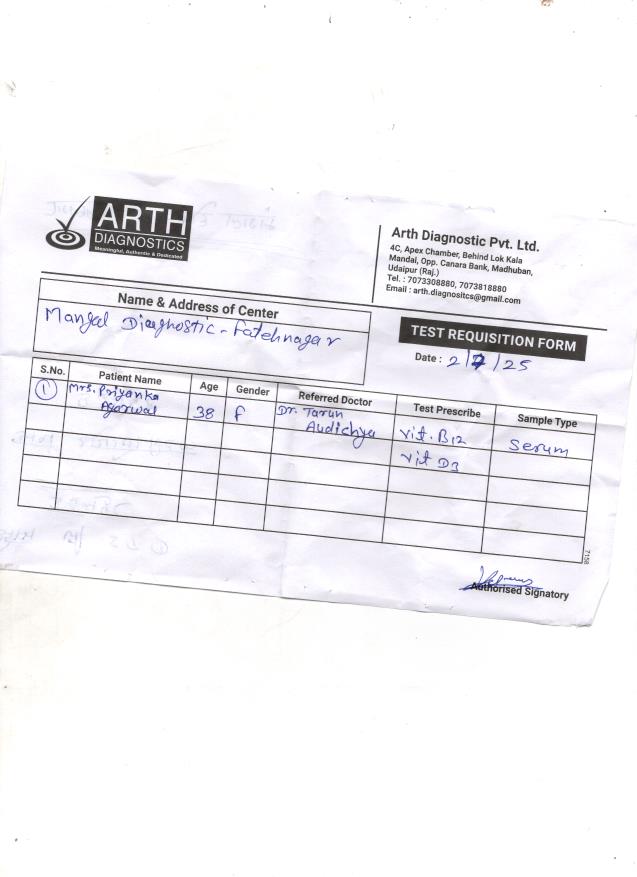 ARTH
DIAGNOSTICS
Meaningful, Authentic & Dedicated
Arth Diagnostic Pvt. Ltd.
4C, Apex Chamber, Behind Lok Kala
Mandal, Opp. Canara Bank, Madhuban,
Udaipur (Raj.)
Tel. : 7073308880, 7073818880
Email : arth.diagnositcs@gmail.com
Name & Address of Center
Mangal Diagnostic - Fatehnagar
TEST REQUISITION FORM
Date : 2/7/25
S.No. Patient Name Age Gender Referred Doctor Test Prescribe Sample Type
1 Mrs. Priyanka Agarwal 38 F Dr. Tarun Audichya Vit. B12 Serum
Vit D3
7158
Authorised Signatory